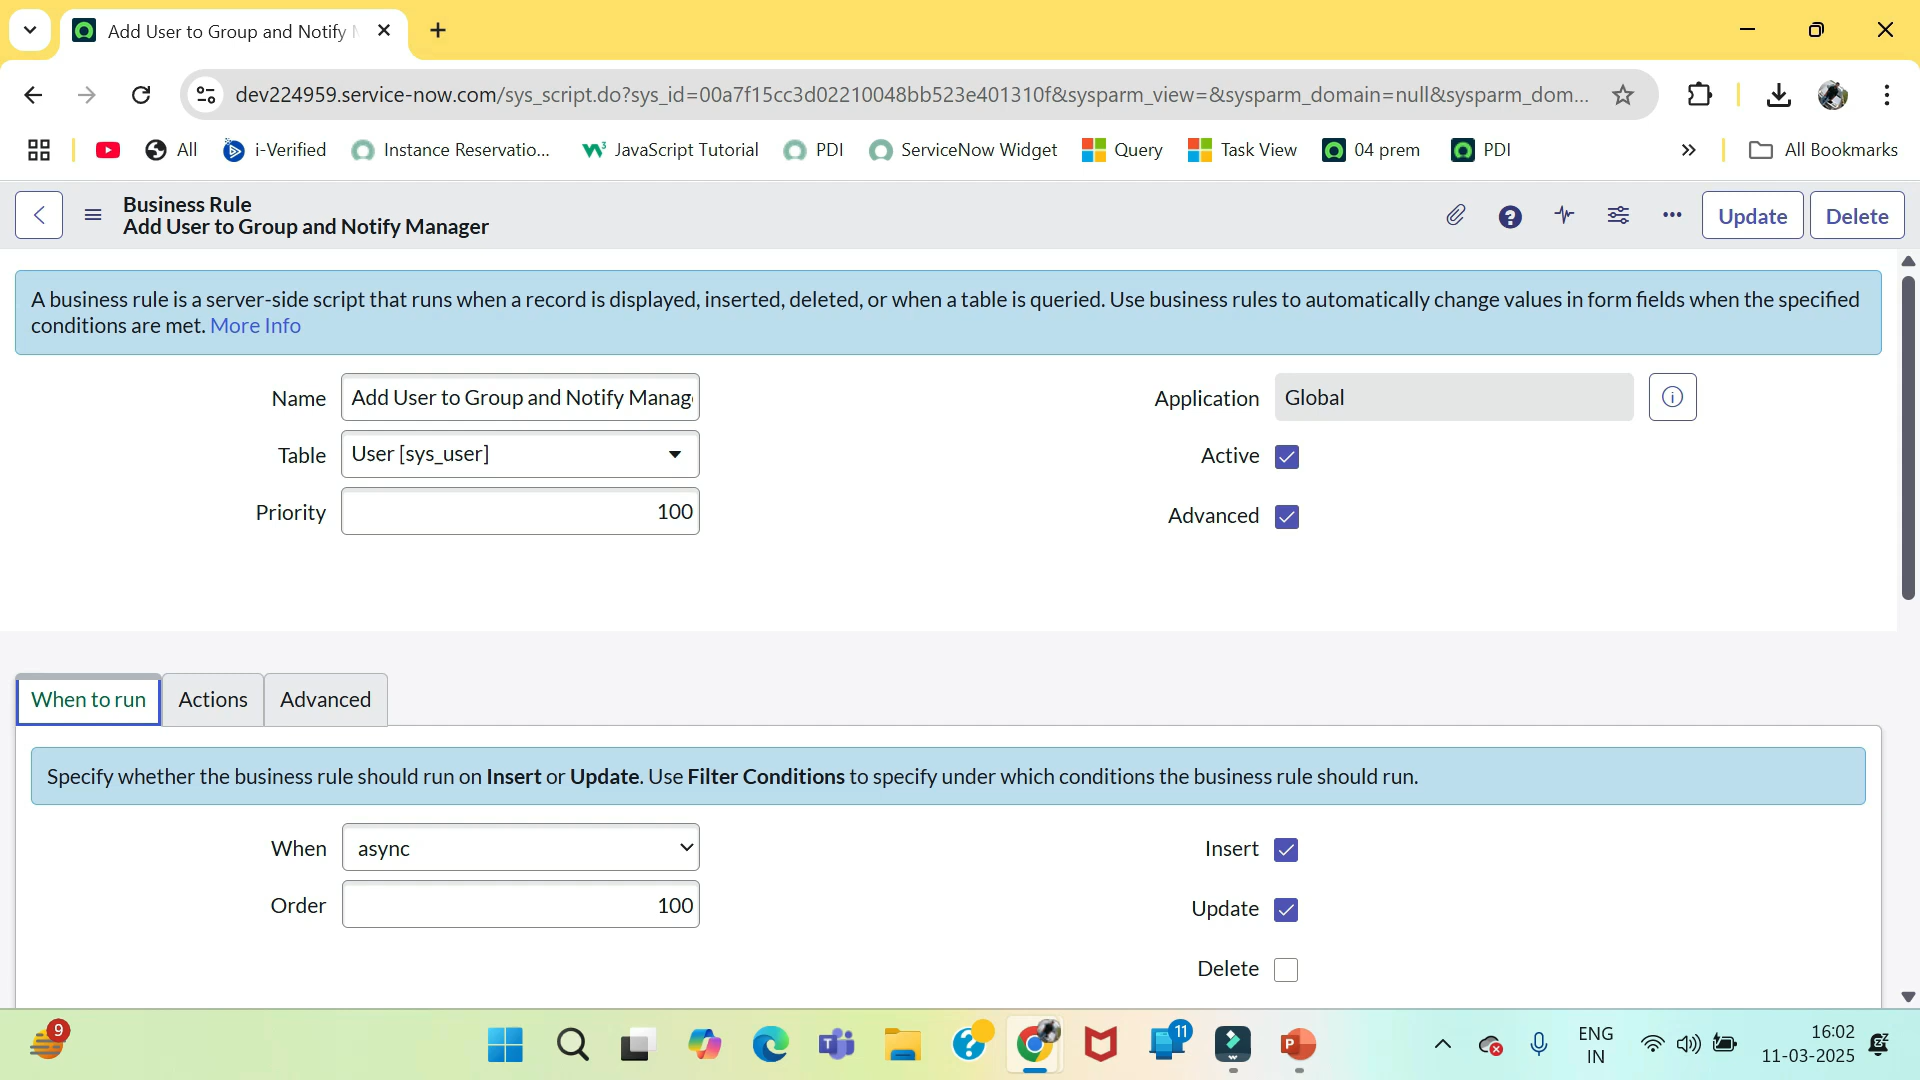 Add User to Group and Notify M
dev224959.service-now.com/sys_script.do?sys_id=00a7f15cc3d02210048bb523e401310f&sysparm_view=&sysparm_domain=null&sysparm_dom...
All
i-Verified
Instance Reservatio...
JavaScript Tutorial
PDI
ServiceNow Widget
Query
Task View
04 prem
PDI
All Bookmarks
Business Rule
Add User to Group and Notify Manager
Update
Delete
A business rule is a server-side script that runs when a record is displayed, inserted, deleted, or when a table is queried. Use business rules to automatically change values in form fields when the specified
conditions are met. More Info
Name
Add User to Group and Notify Manag
Application
Global
Table
User [sys_user]
Active
Priority
100
Advanced
When to run
Actions
Advanced
Specify whether the business rule should run on Insert or Update. Use Filter Conditions to specify under which conditions the business rule should run.
When
async
Insert
Order
100
Update
Delete
9
11
ENG
IN
16:02
11-03-2025